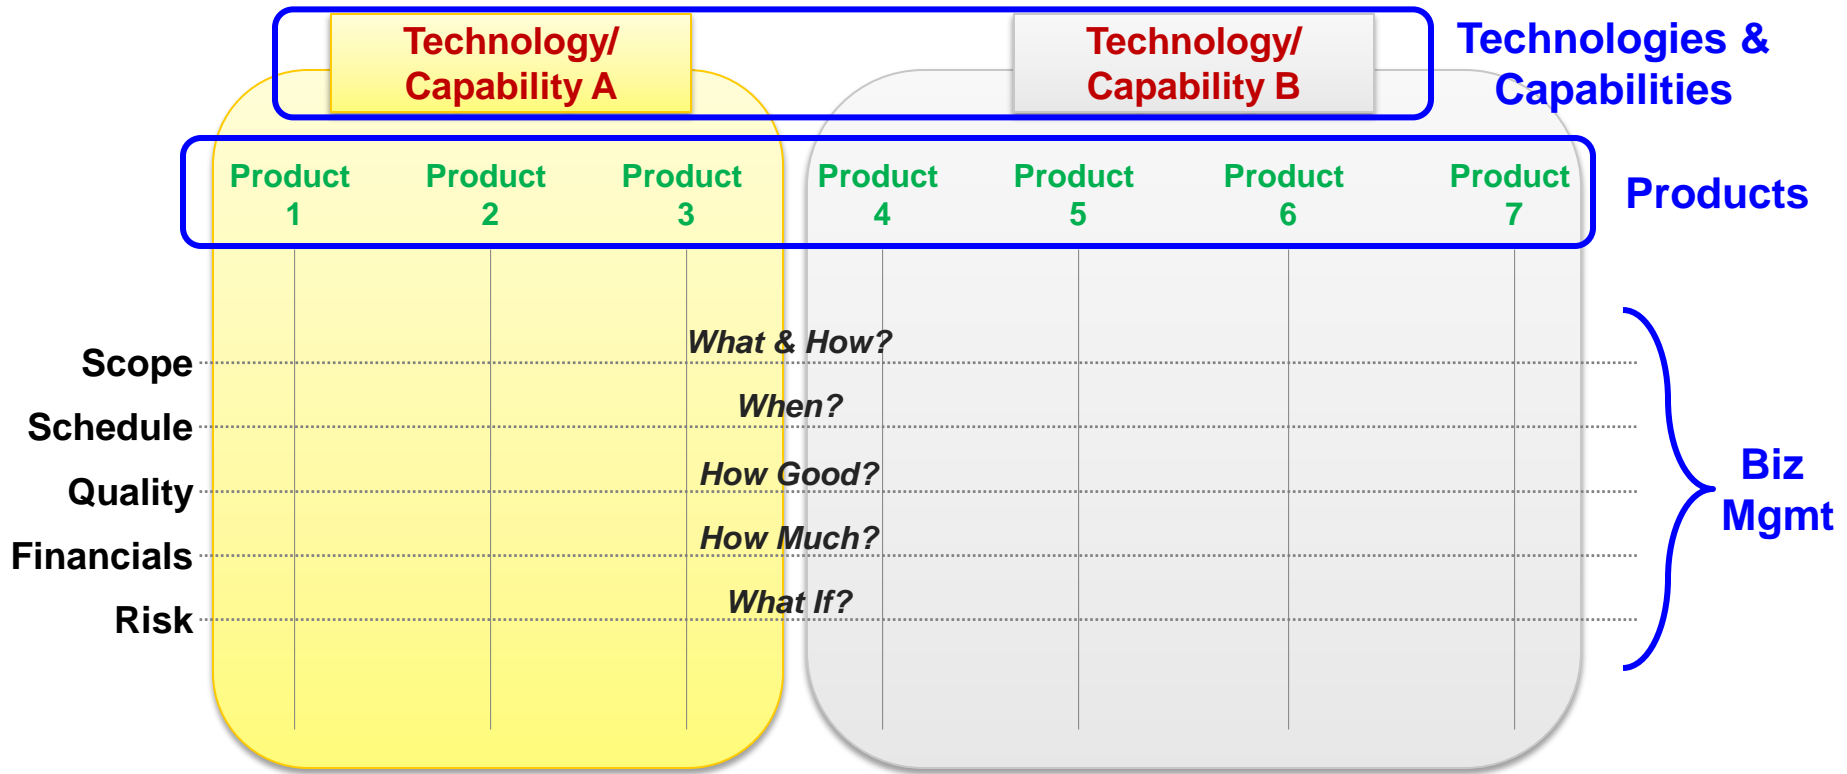 Technology/
Capability A
Technology/
Capability B
Technologies &
Capabilities
Product
1
Product
2
Product
3
Product
4
Product
5
Product
6
Product
7
Products
What & How?
Scope
When?
Schedule
How Good?
Quality
How Much?
Financials
What If?
Risk
Biz
Mgmt